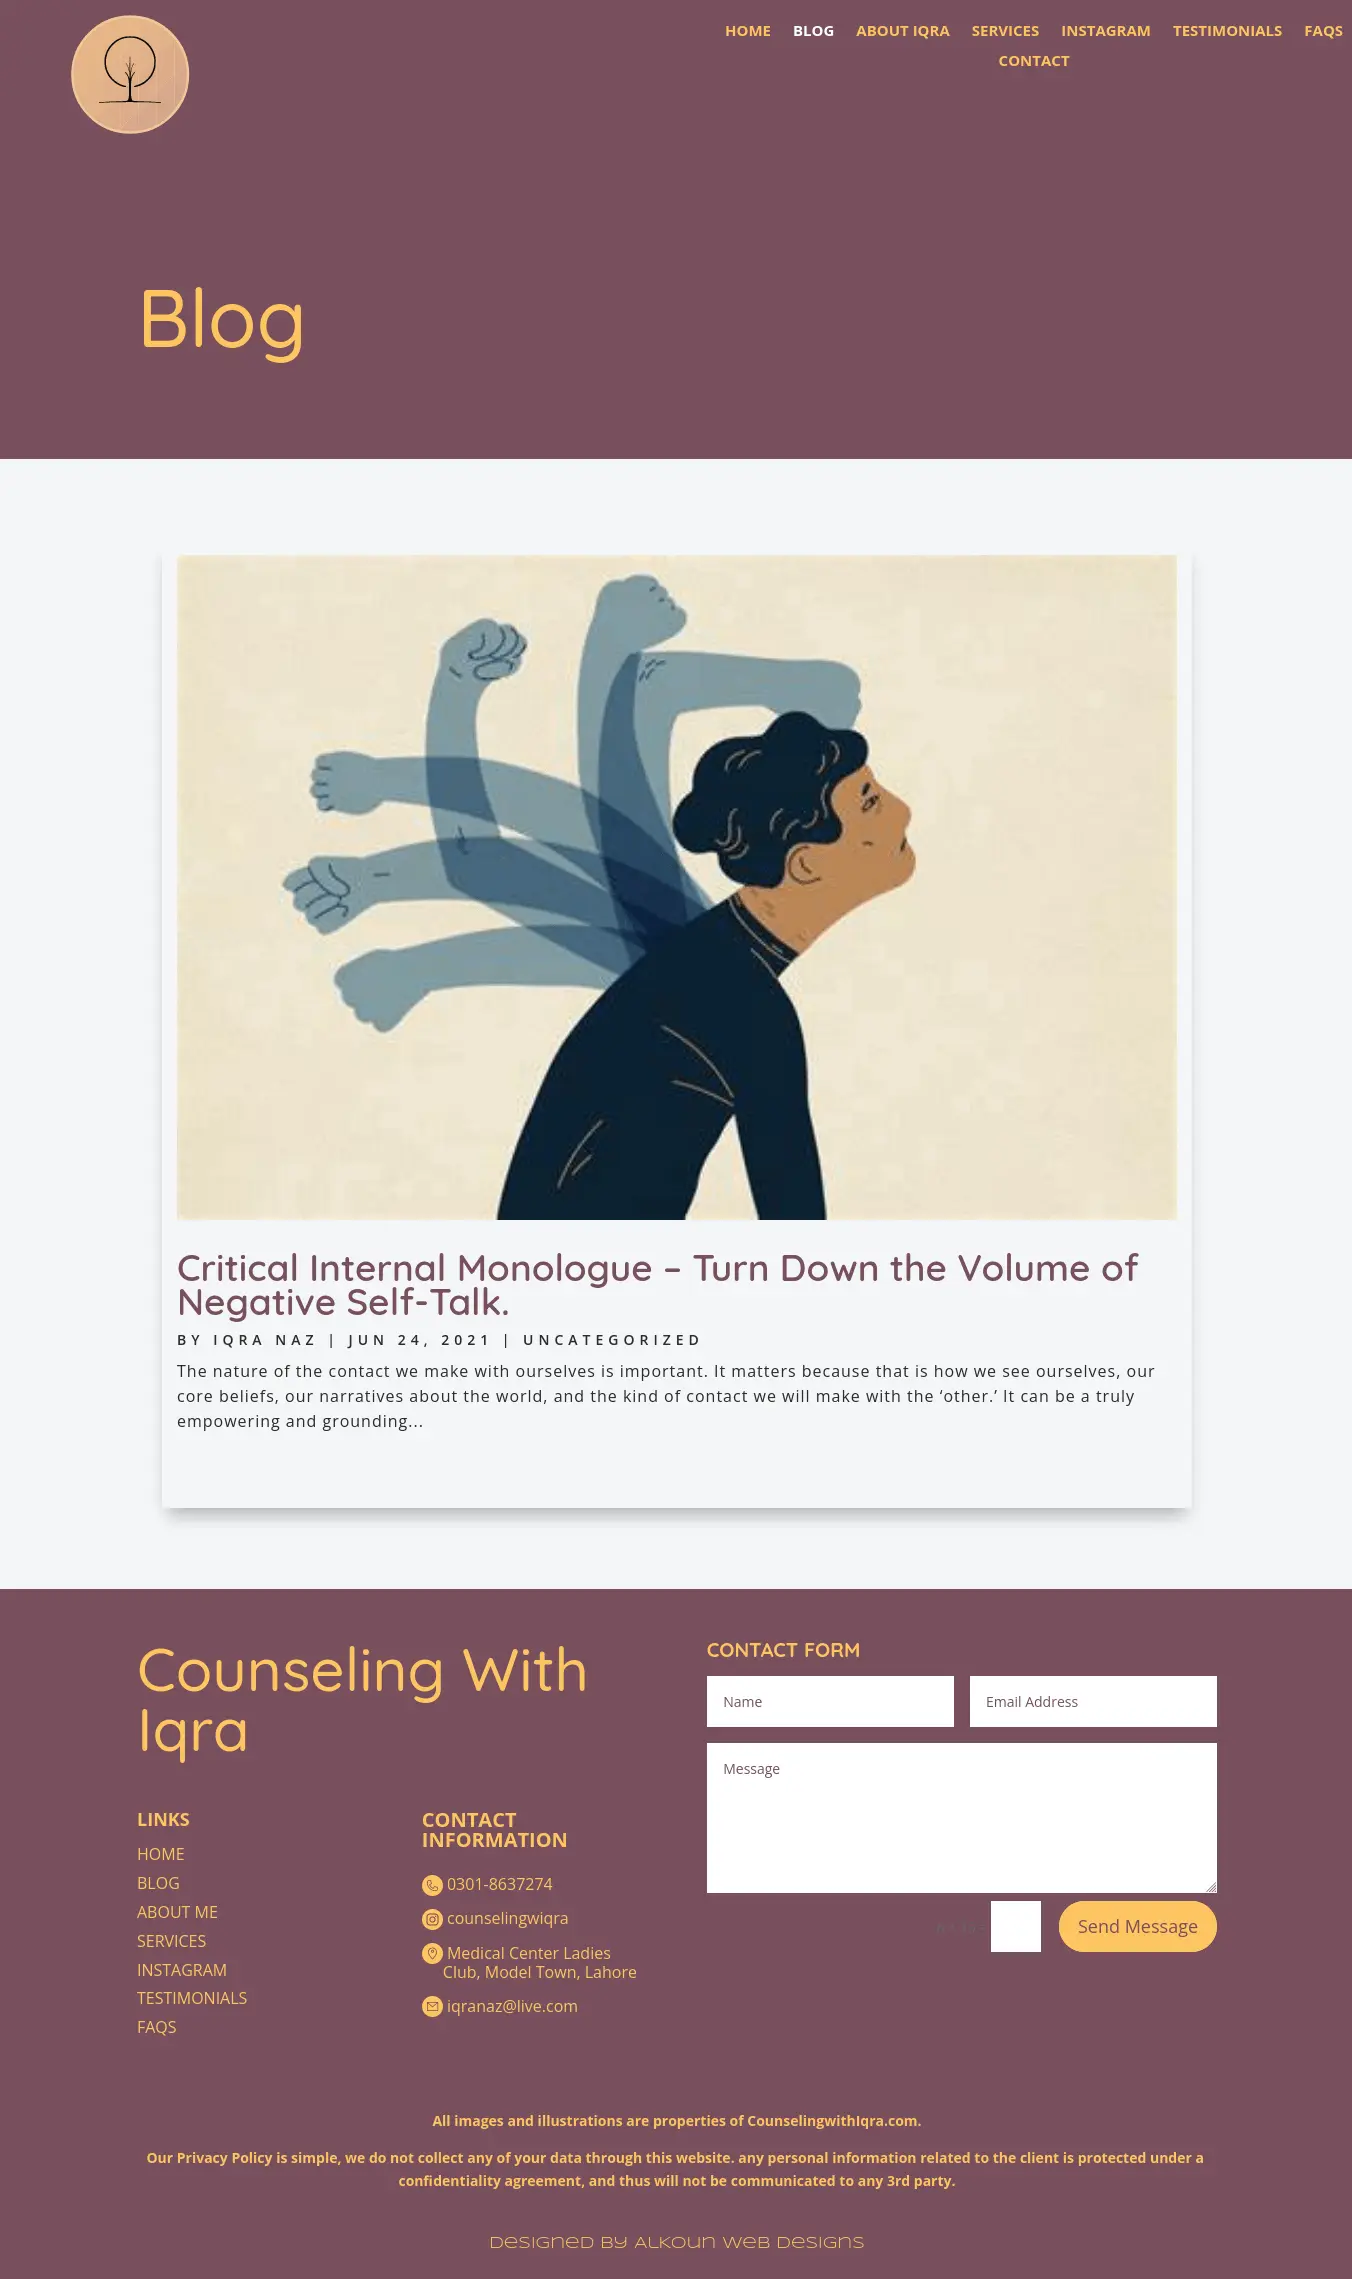 HOME BLOG ABOUT IQRA SERVICES INSTAGRAM TESTIMONIALS FAQS
CONTACT
Blog
Critical Internal Monologue – Turn Down the Volume of
Negative Self-Talk.
BY IQRA NAZ | JUN 24, 2021 | UNCATEGORIZED
The nature of the contact we make with ourselves is important. It matters because that is how we see ourselves, our
core beliefs, our narratives about the world, and the kind of contact we will make with the ‘other.’ It can be a truly
empowering and grounding...
Counseling With
Iqra
LINKS
HOME
BLOG
ABOUT ME
SERVICES
INSTAGRAM
TESTIMONIALS
FAQS
CONTACT
INFORMATION
0301-8637274
counselingwiqra
Medical Center Ladies
Club, Model Town, Lahore
iqranaz@live.com
CONTACT FORM
Name Email Address
Message
Send Message
All images and illustrations are properties of CounselingwithIqra.com.
Our Privacy Policy is simple, we do not collect any of your data through this website. any personal information related to the client is protected under a
confidentiality agreement, and thus will not be communicated to any 3rd party.
Designed By Alkoun Web Designs